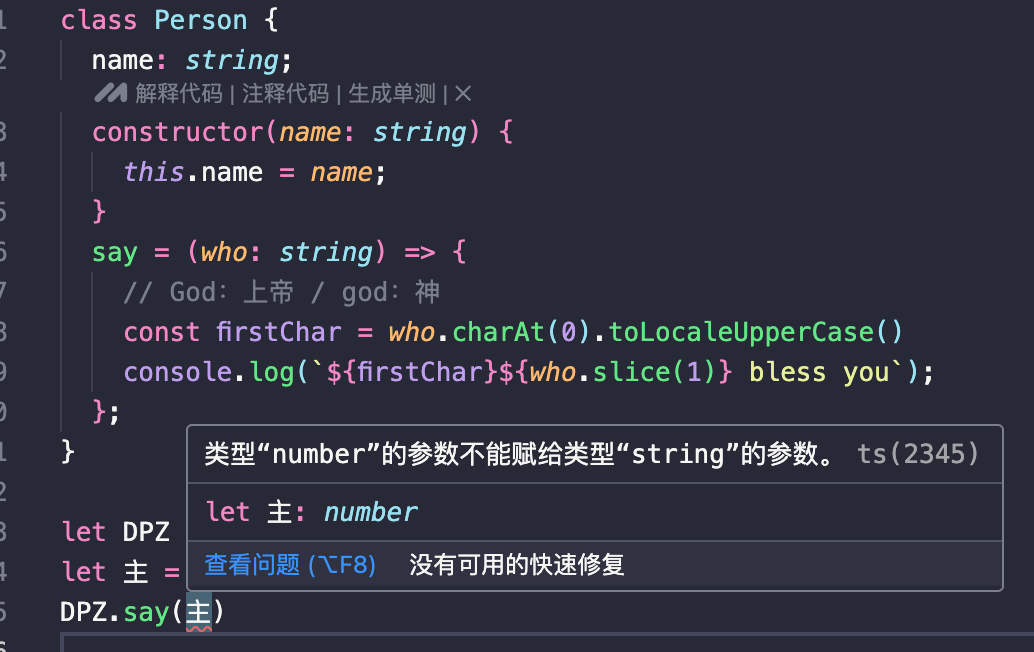 1 class Person {
2 name: string;
解释代码 | 注释代码 | 生成单测 | ✕
3 constructor(name: string) {
4 this.name = name;
5 }
6 say = (who: string) => {
7 // God: 上帝 / god: 神
8 const firstChar = who.charAt(0).toLocaleUpperCase()
9 console.log(`${firstChar}${who.slice(1)} bless you`);
0 };
1 }
类型“number”的参数不能赋给类型“string”的参数。 ts(2345)
2
let 主: number
3 let DPZ
查看问题 (⌥F8) 没有可用的快速修复
4 let 主 =
5 DPZ.say(主)
6